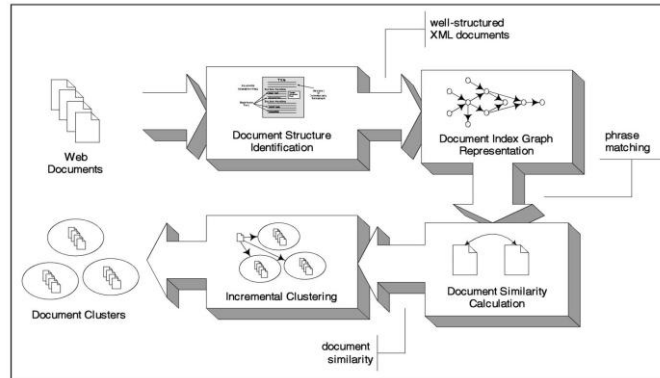 well-structured
XML documents
Web
Documents
Document Structure
Identification
Document Index Graph
Representation
phrase
matching
Document Clusters
Incremental Clustering
Document Similarity
Calculation
document
similarity